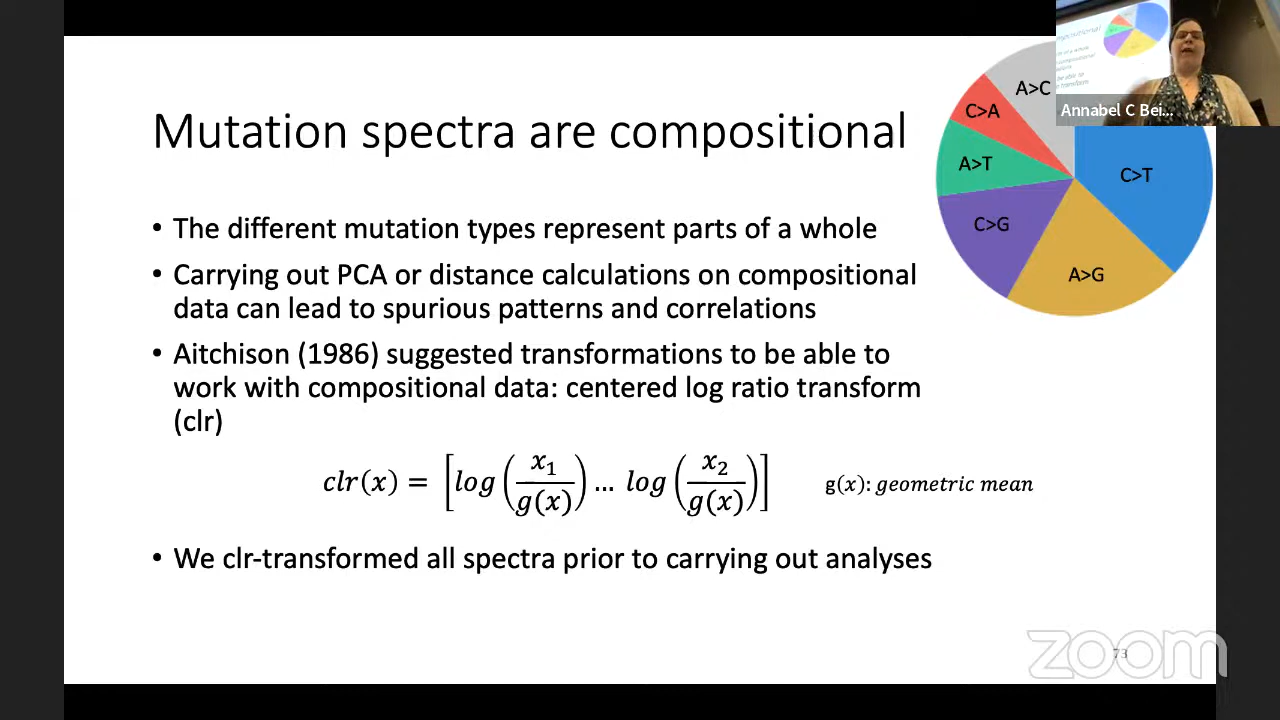 Mutation spectra are compositional
• The different mutation types represent parts of a whole
• Carrying out PCA or distance calculations on compositional
data can lead to spurious patterns and correlations
• Aitchison (1986) suggested transformations to be able to
work with compositional data: centered log ratio transform
(clr)
clr(x) = [log(x₁/g(x)) … log(x₂/g(x))]
g(x): geometric mean
• We clr-transformed all spectra prior to carrying out analyses
A>C
C>A
A>T
C>G
A>G
C>T
Annabel C Bei...
zoom
73